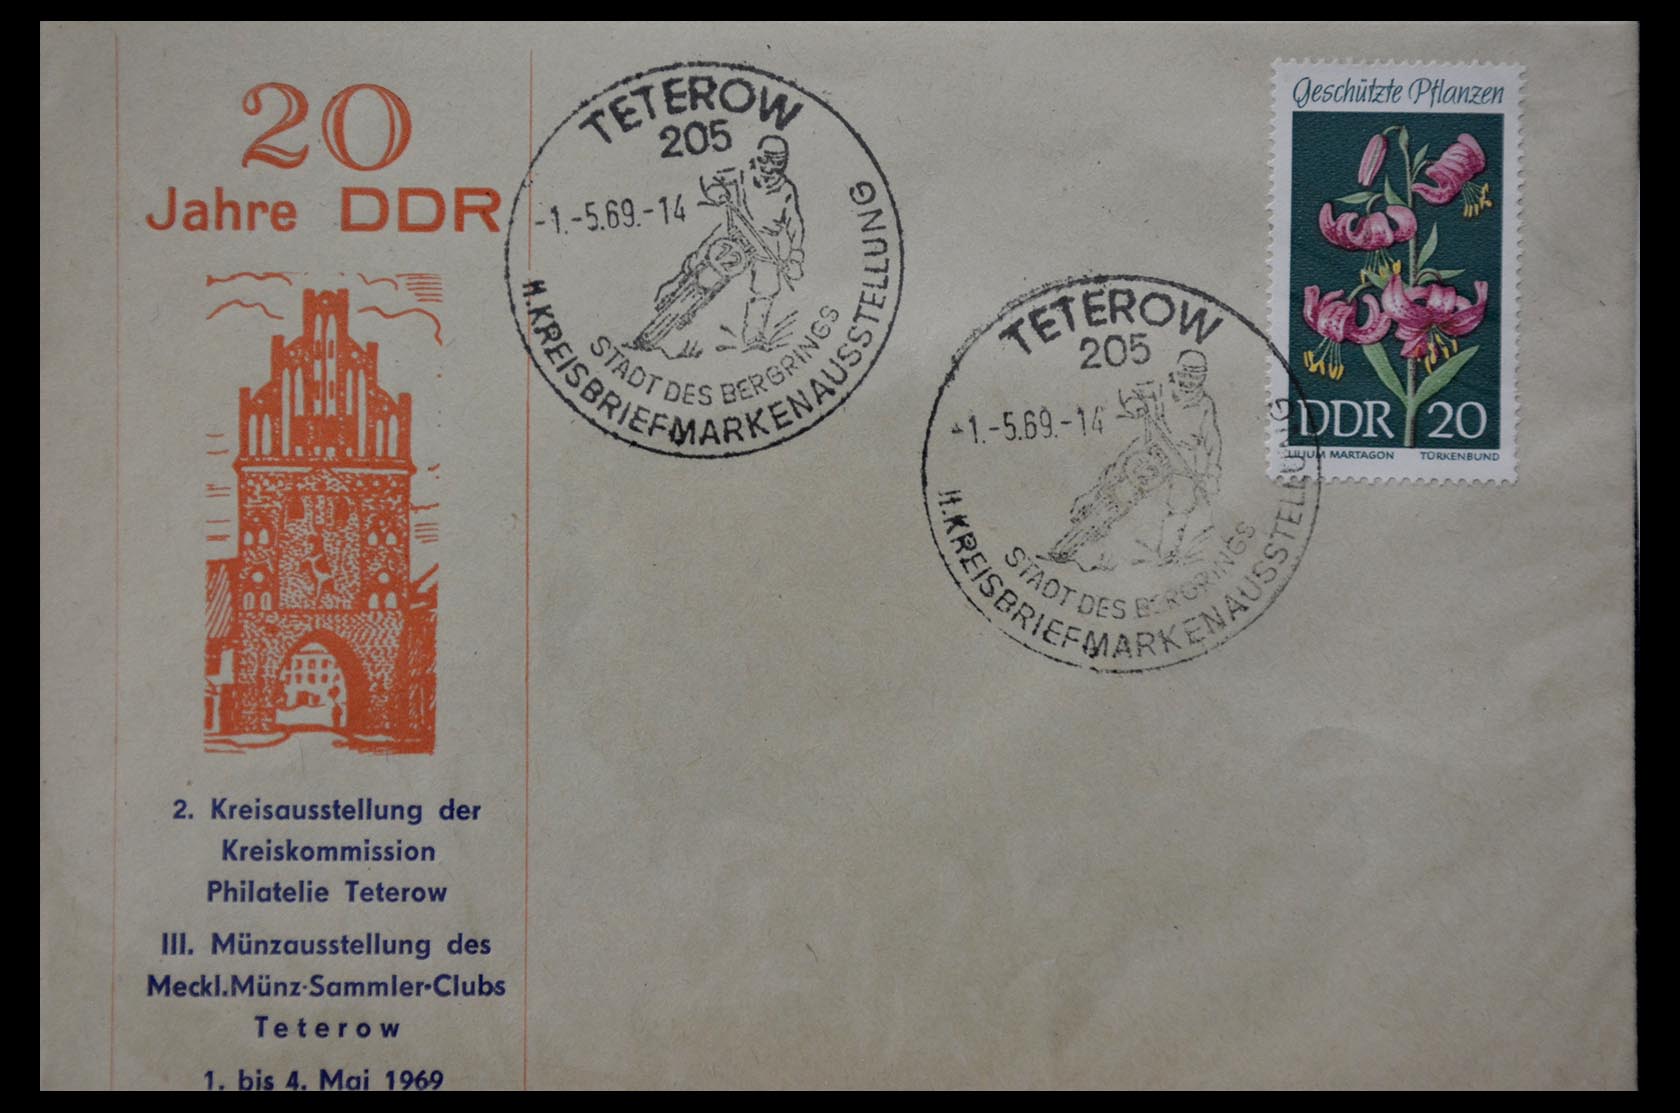 20
Jahre DDR
2. Kreisausstellung der
Kreiskommission
Philatelie Teterow
III. Münzausstellung des
Meckl.Münz-Sammler-Clubs
Teterow
1. bis 4. Mai 1969
TETEROW
205
-1.-5.69.-14
12
STADT DES BERGRINGS
II.KREISBRIEFMARKENAUSSTELLUNG
TETEROW
205
-1.-5.69.-14
STADT DES BERGRINGS
II.KREISBRIEFMARKENAUSSTELLUNG
Geschützte Pflanzen
DDR 20
LILIUM MARTAGON TÜRKENBUND